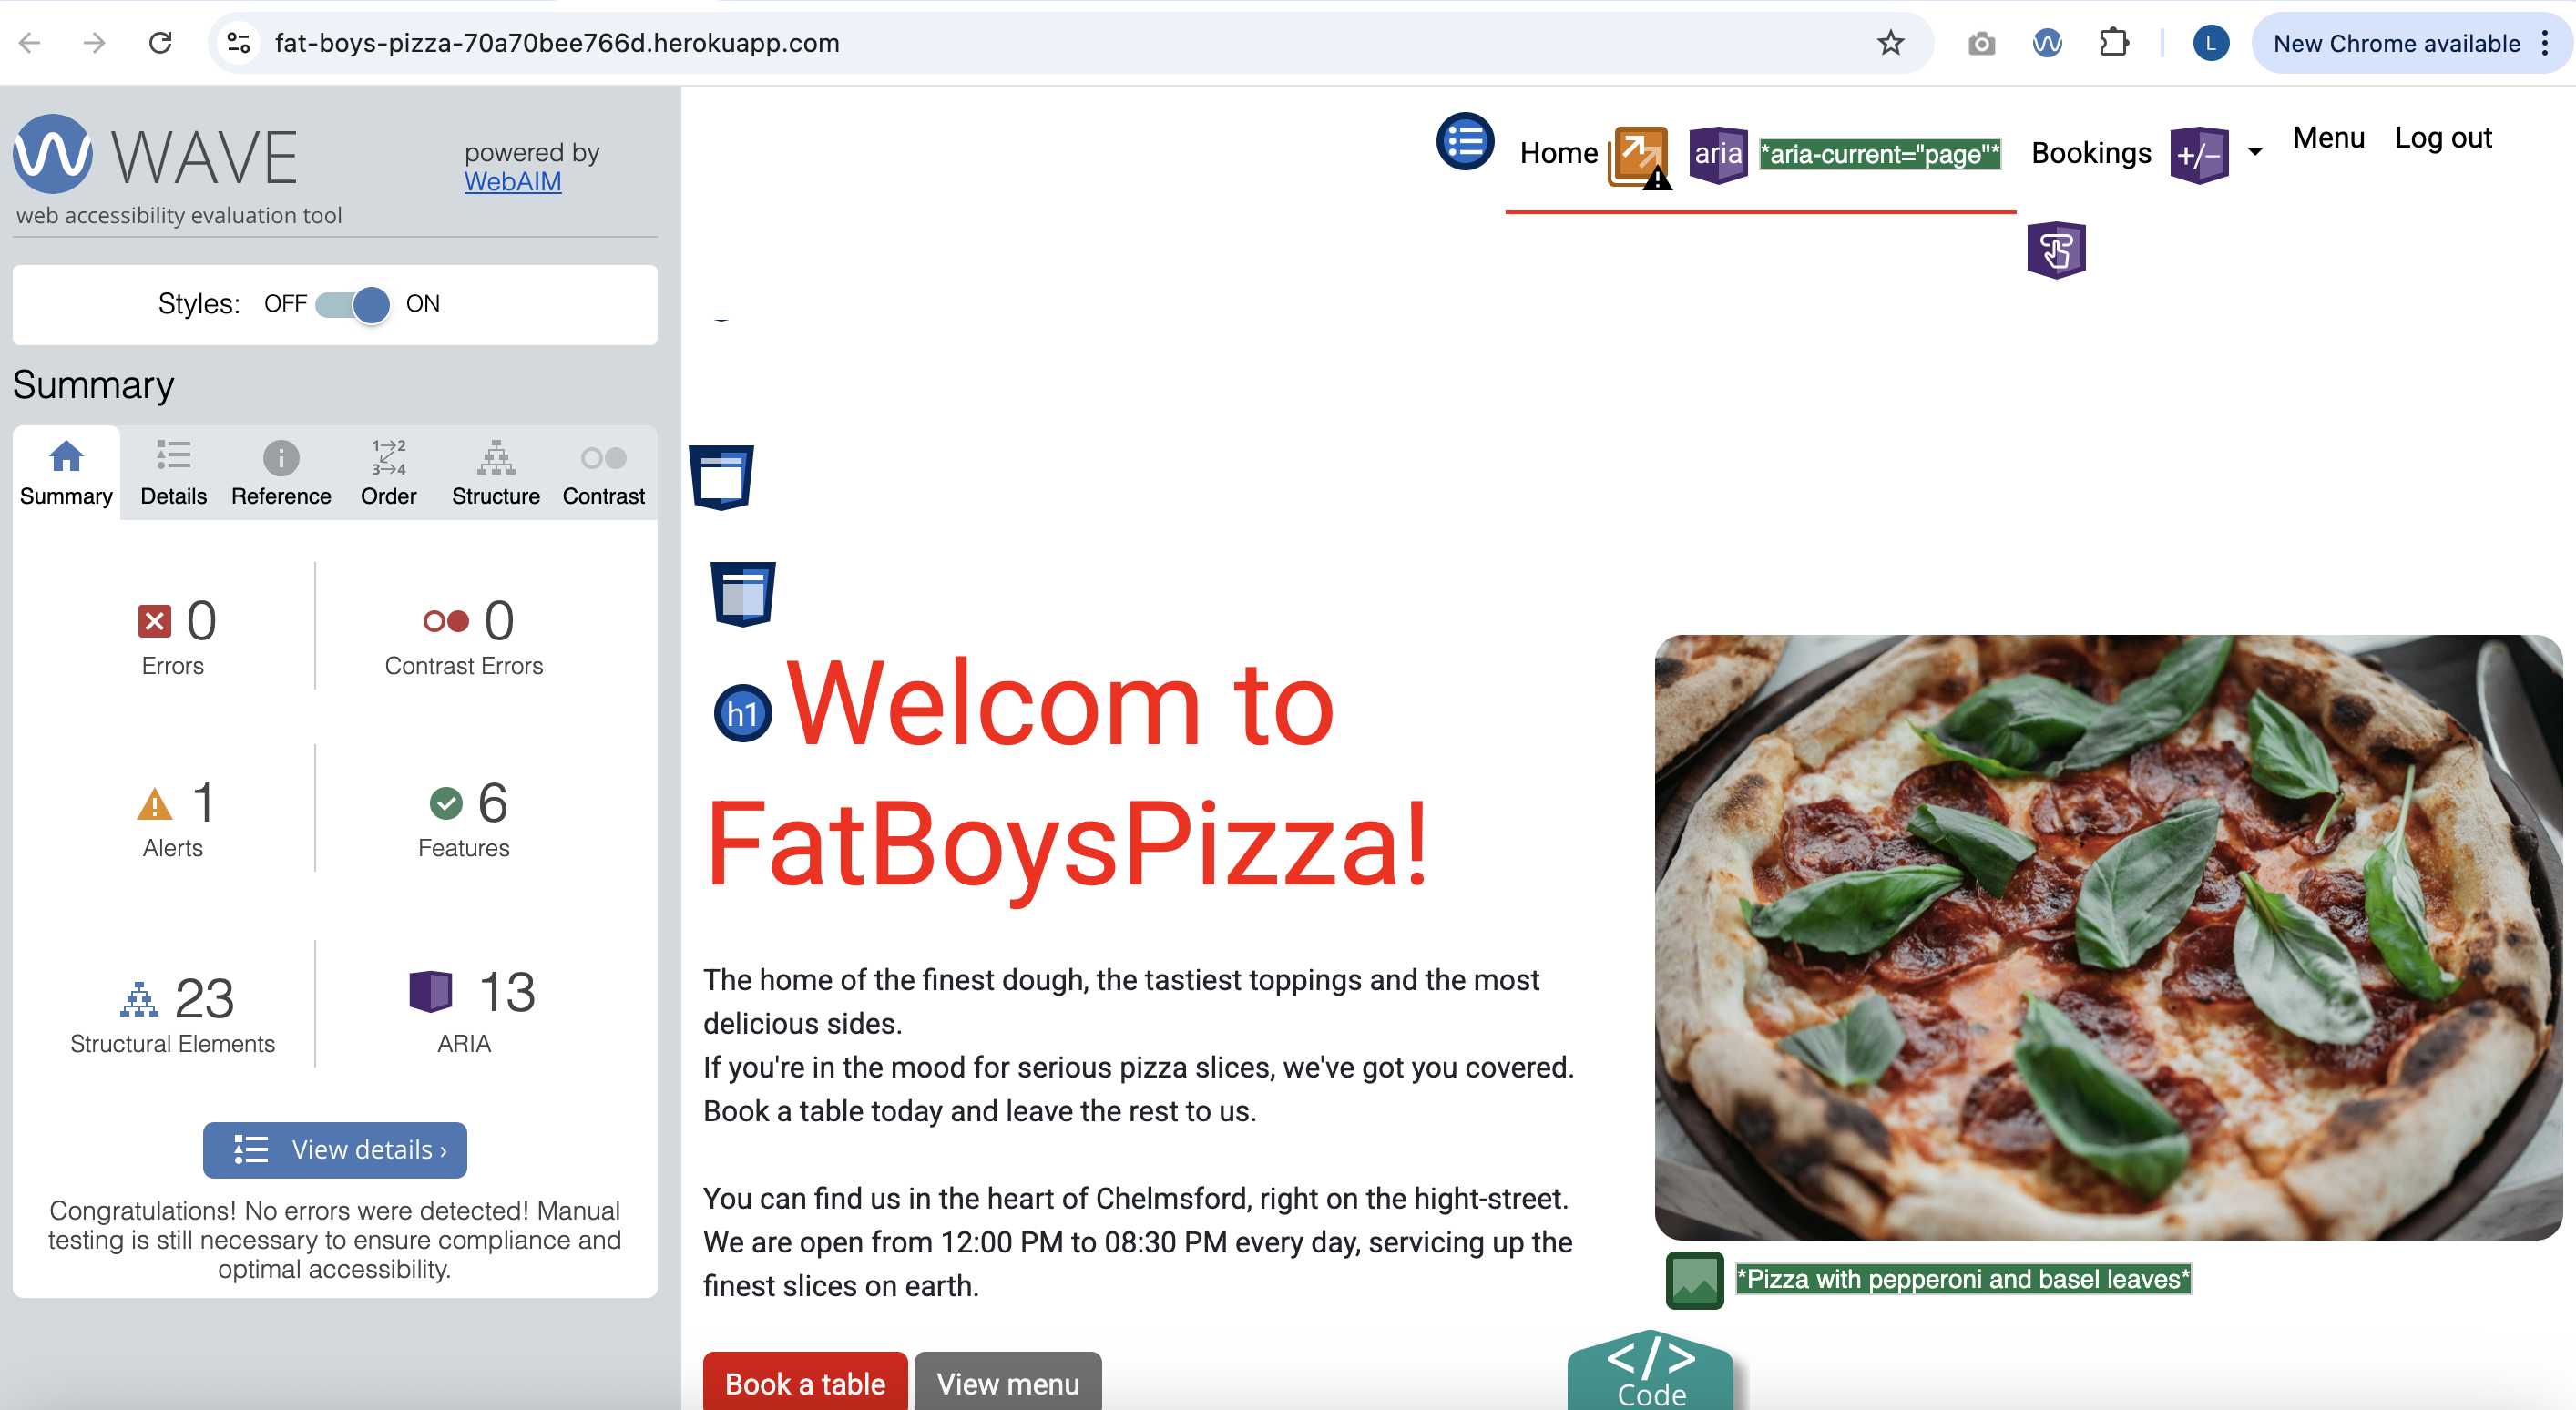 fat-boys-pizza-70a70bee766d.herokuapp.com
L
New Chrome available
WAVE
powered by
WebAIM
web accessibility evaluation tool
Styles: OFF ON
Summary
1→2
3→4
Summary Details Reference Order Structure Contrast
0
Errors
0
Contrast Errors
1
Alerts
6
Features
23
Structural Elements
13
ARIA
View details ›
Congratulations! No errors were detected! Manual
testing is still necessary to ensure compliance and
optimal accessibility.
Home aria *aria-current="page"* Bookings +/− Menu Log out
h1 Welcom to
FatBoysPizza!
The home of the finest dough, the tastiest toppings and the most
delicious sides.
If you're in the mood for serious pizza slices, we've got you covered.
Book a table today and leave the rest to us.
You can find us in the heart of Chelmsford, right on the hight-street.
We are open from 12:00 PM to 08:30 PM every day, servicing up the
finest slices on earth.
*Pizza with pepperoni and basel leaves*
Book a table View menu
</>
Code